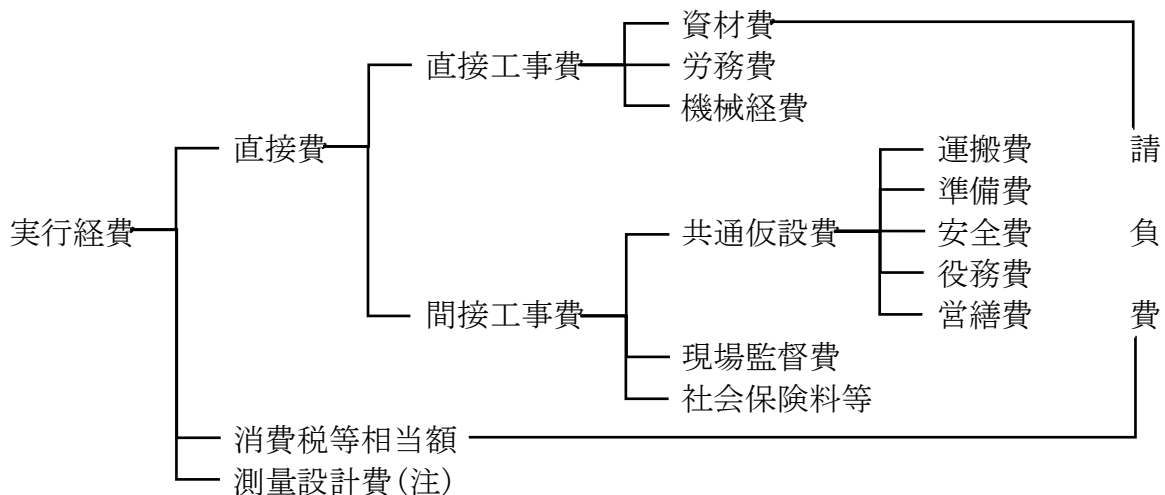 資材費
直接工事費
労務費
機械経費
直接費
運搬費
準備費
実行経費
共通仮設費
安全費
役務費
営繕費
間接工事費
現場監督費
社会保険料等
消費税等相当額
測量設計費(注)
請負費